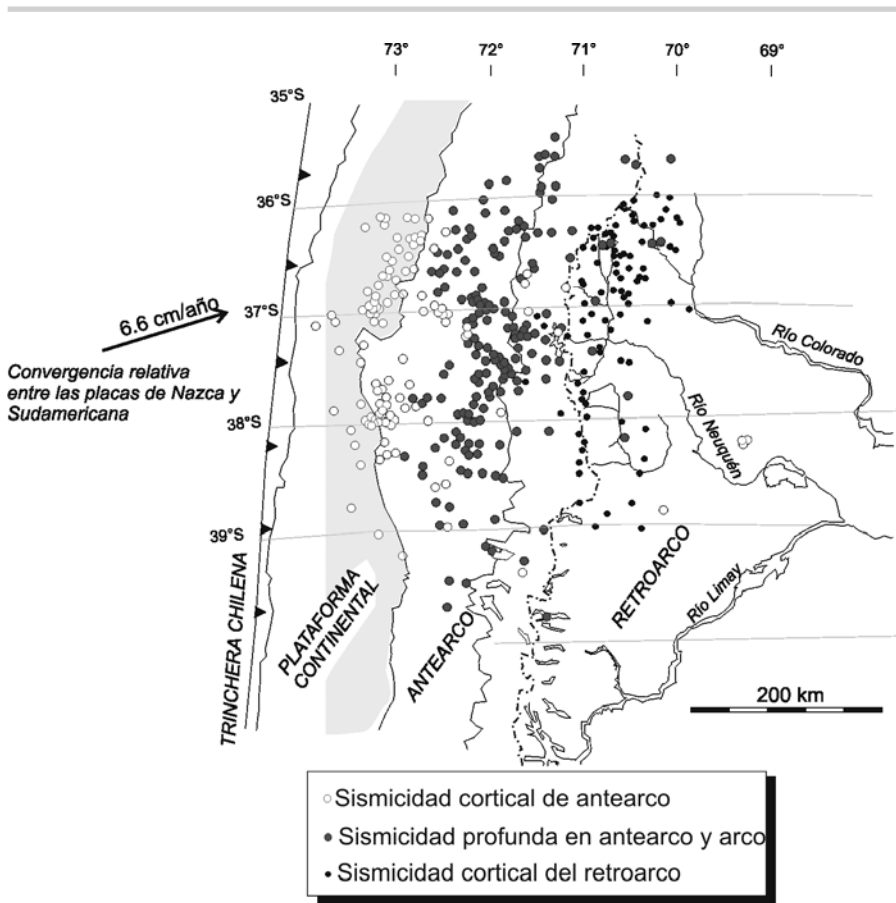 73°
72°
71°
70°
69°
35°S
36°S
37°S
6.6 cm/año
Convergencia relativa
entre las placas de Nazca y
Sudamericana
38°S
39°S
TRINCHERA CHILENA
PLATAFORMA
CONTINENTAL
ANTEARCO
RETROARCO
Río Colorado
Río Neuquén
Río Limay
200 km
Sismicidad cortical de antearco
Sismicidad profunda en antearco y arco
Sismicidad cortical del retroarco